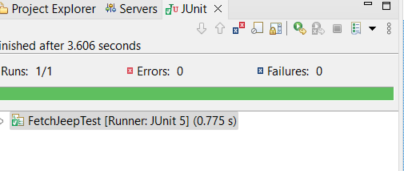 Project Explorer Servers JUnit
inished after 3.606 seconds
Runs: 1/1 Errors: 0 Failures: 0
FetchJeepTest [Runner: JUnit 5] (0.775 s)